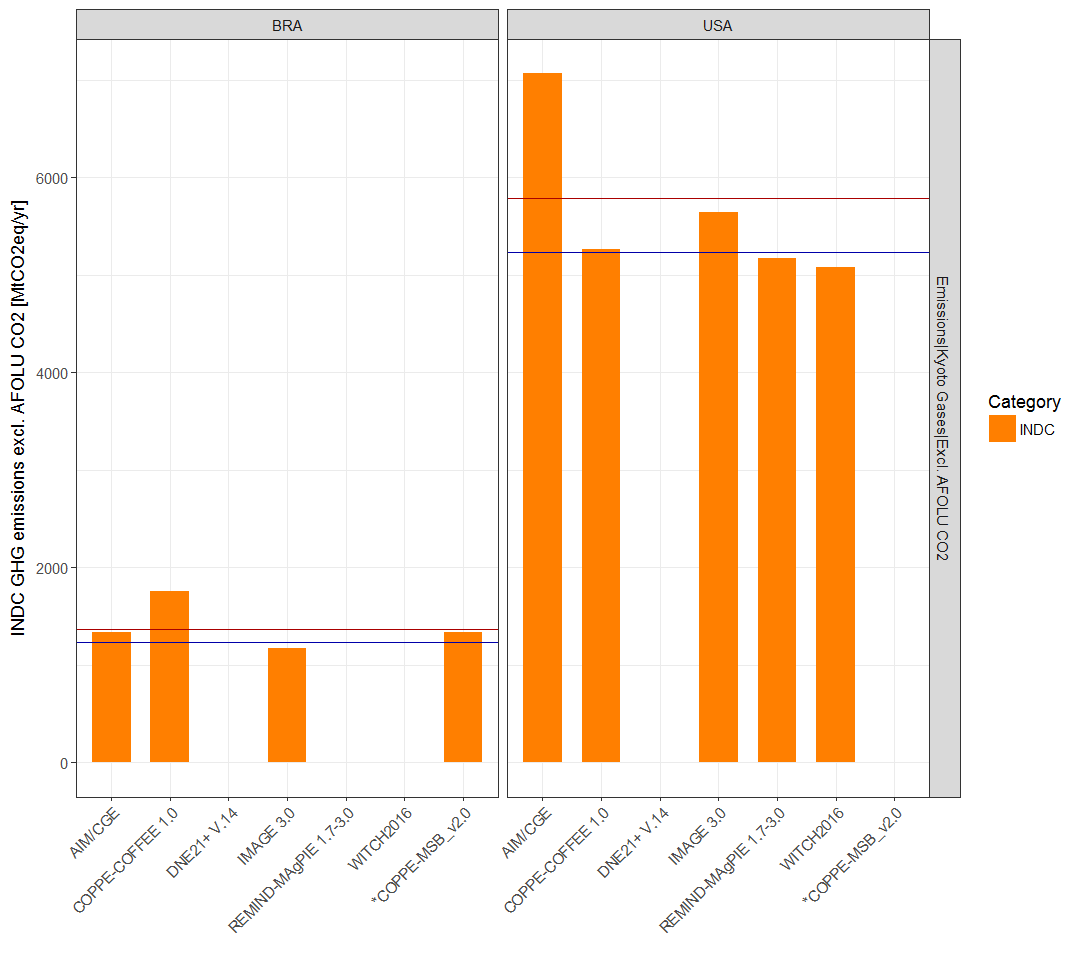 BRA
USA
INDC GHG emissions excl. AFOLU CO2 [MtCO2eq/yr]
6000
4000
2000
0
Emissions|Kyoto Gases|Excl. AFOLU CO2
Category
INDC
AIM/CGE
COPPE-COFFEE 1.0
DNE21+ V.14
IMAGE 3.0
REMIND-MAgPIE 1.7-3.0
WITCH2016
*COPPE-MSB_v2.0
AIM/CGE
COPPE-COFFEE 1.0
DNE21+ V.14
IMAGE 3.0
REMIND-MAgPIE 1.7-3.0
WITCH2016
*COPPE-MSB_v2.0